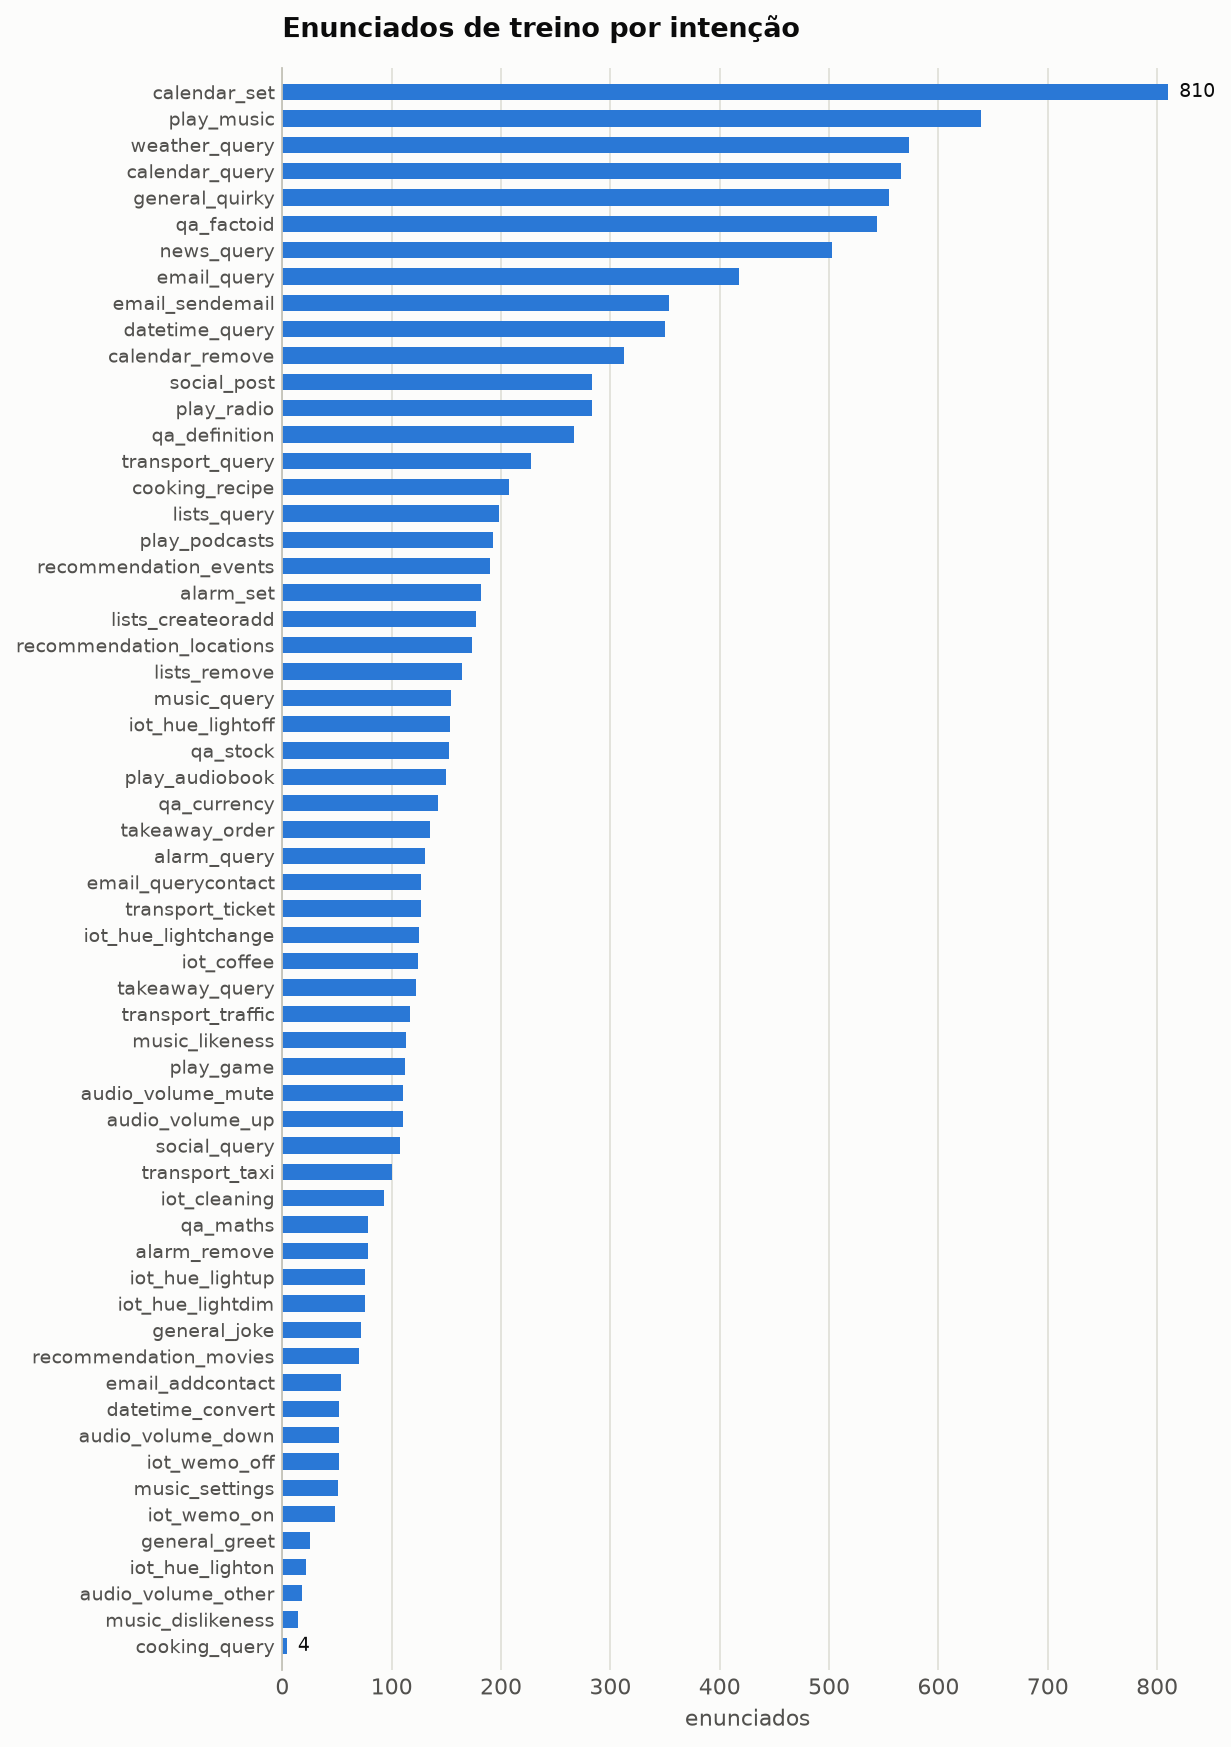 Enunciados de treino por intenção
calendar_set 810
play_music
weather_query
calendar_query
general_quirky
qa_factoid
news_query
email_query
email_sendemail
datetime_query
calendar_remove
social_post
play_radio
qa_definition
transport_query
cooking_recipe
lists_query
play_podcasts
recommendation_events
alarm_set
lists_createoradd
recommendation_locations
lists_remove
music_query
iot_hue_lightoff
qa_stock
play_audiobook
qa_currency
takeaway_order
alarm_query
email_querycontact
transport_ticket
iot_hue_lightchange
iot_coffee
takeaway_query
transport_traffic
music_likeness
play_game
audio_volume_mute
audio_volume_up
social_query
transport_taxi
iot_cleaning
qa_maths
alarm_remove
iot_hue_lightup
iot_hue_lightdim
general_joke
recommendation_movies
email_addcontact
datetime_convert
audio_volume_down
iot_wemo_off
music_settings
iot_wemo_on
general_greet
iot_hue_lighton
audio_volume_other
music_dislikeness
cooking_query 4
0 100 200 300 400 500 600 700 800
enunciados